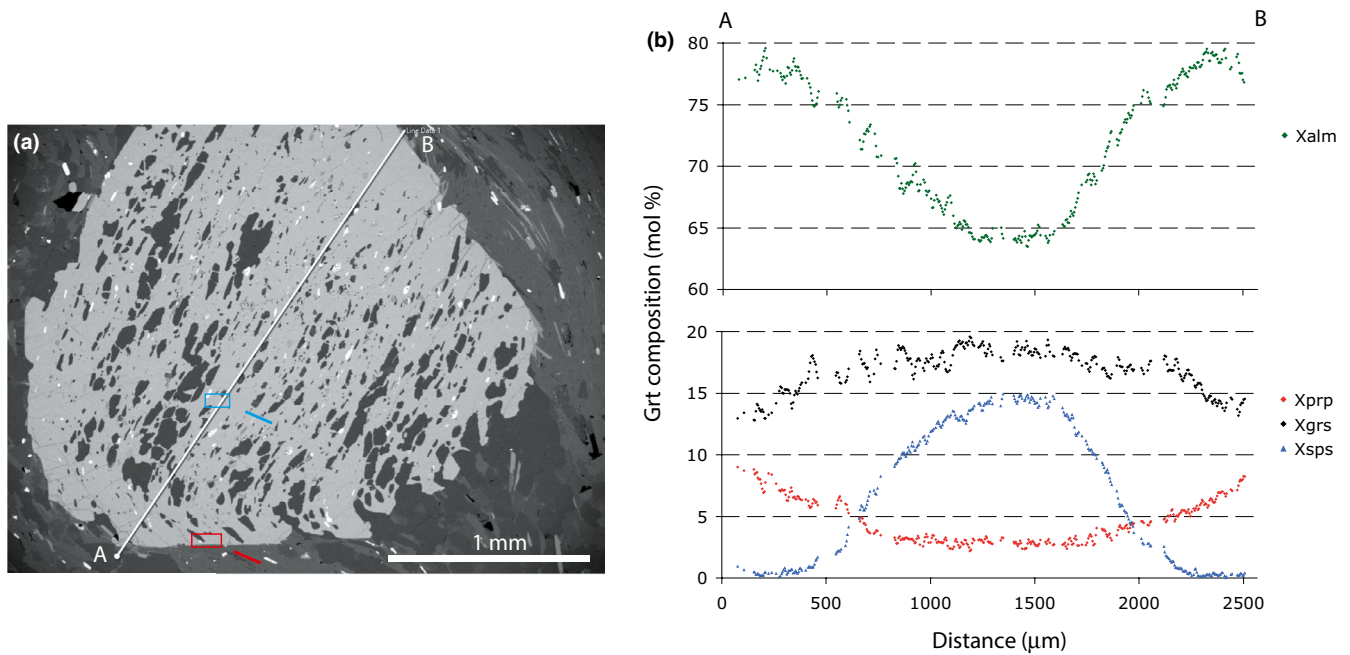 (a)
Line Data 1
B
A
1 mm
(b)
A
B
80
75
70
65
60
20
15
10
5
0
0
500
1000
1500
2000
2500
Grt composition (mol %)
Distance (μm)
Xalm
Xprp
Xgrs
Xsps